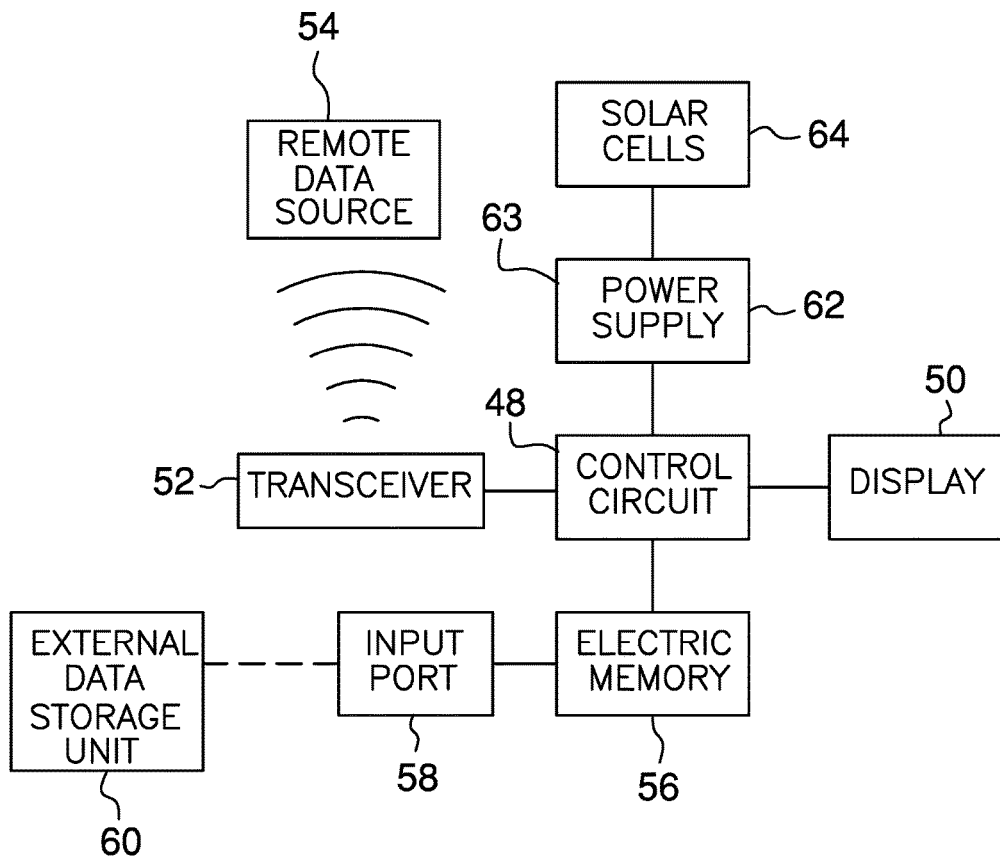 54
REMOTE
DATA
SOURCE
SOLAR
CELLS
64
63
POWER
SUPPLY
62
48
50
52
TRANSCEIVER
CONTROL
CIRCUIT
DISPLAY
EXTERNAL
DATA
STORAGE
UNIT
60
INPUT
PORT
58
ELECTRIC
MEMORY
56